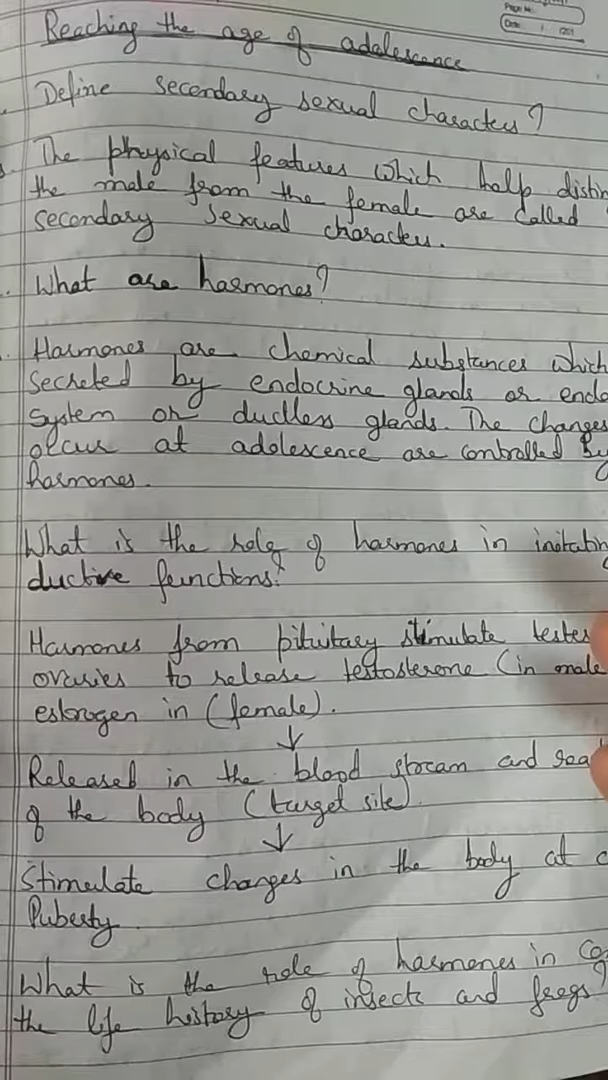 Page No.
Date: / /201
Reaching the age of adolescence
Define secondary sexual characters?
The physical features which help distin
the male from the female are called
secondary sexual characters.
What are harmones?
Harmones are chemical substances which
secreted by endocrine glands or endo
system or ductless glands. The changes
occur at adolescence are controlled by
harmones.
What is the role of harmones in initatin
ductive functions?
Harmones from pituitary stimulate testes
ovaries to release testosterone (in male
estrogen in (female).
↓
Released in the blood stream and rea
of the body (target site).
↓
Stimulate changes in the body at
Puberty.
What is the role of harmones in Co
the life history of insects and frogs?